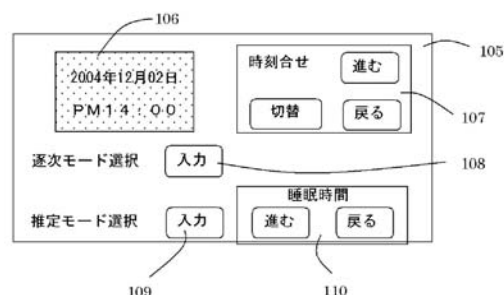 106
2004年12月02日
PM14:00
時刻合せ
進む
切替
戻る
105
107
逐次モード選択
入力
108
推定モード選択
入力
睡眠時間
進む
戻る
109
110